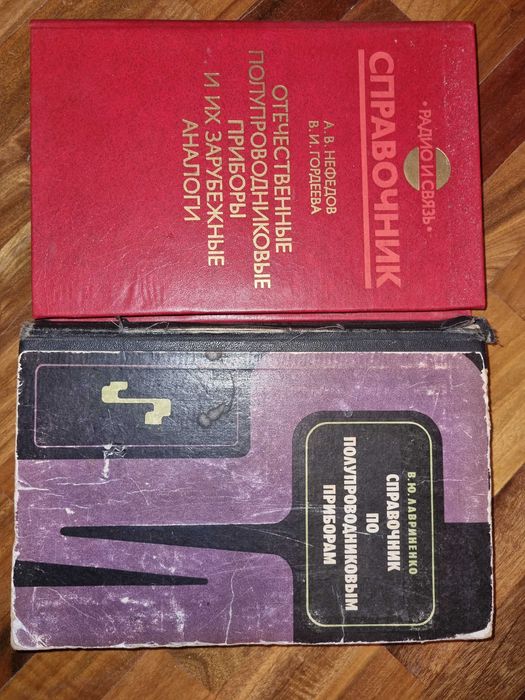 • РАДИО И СВЯЗЬ •
СПРАВОЧНИК
А. В. НЕФЕДОВ
В. И. ГОРДЕЕВА
ОТЕЧЕСТВЕННЫЕ
ПОЛУПРОВОДНИКОВЫЕ
ПРИБОРЫ
И ИХ ЗАРУБЕЖНЫЕ
АНАЛОГИ
В. Ю. ЛАВРИНЕНКО
СПРАВОЧНИК
ПО
ПОЛУПРОВОДНИКОВЫМ
ПРИБОРАМ